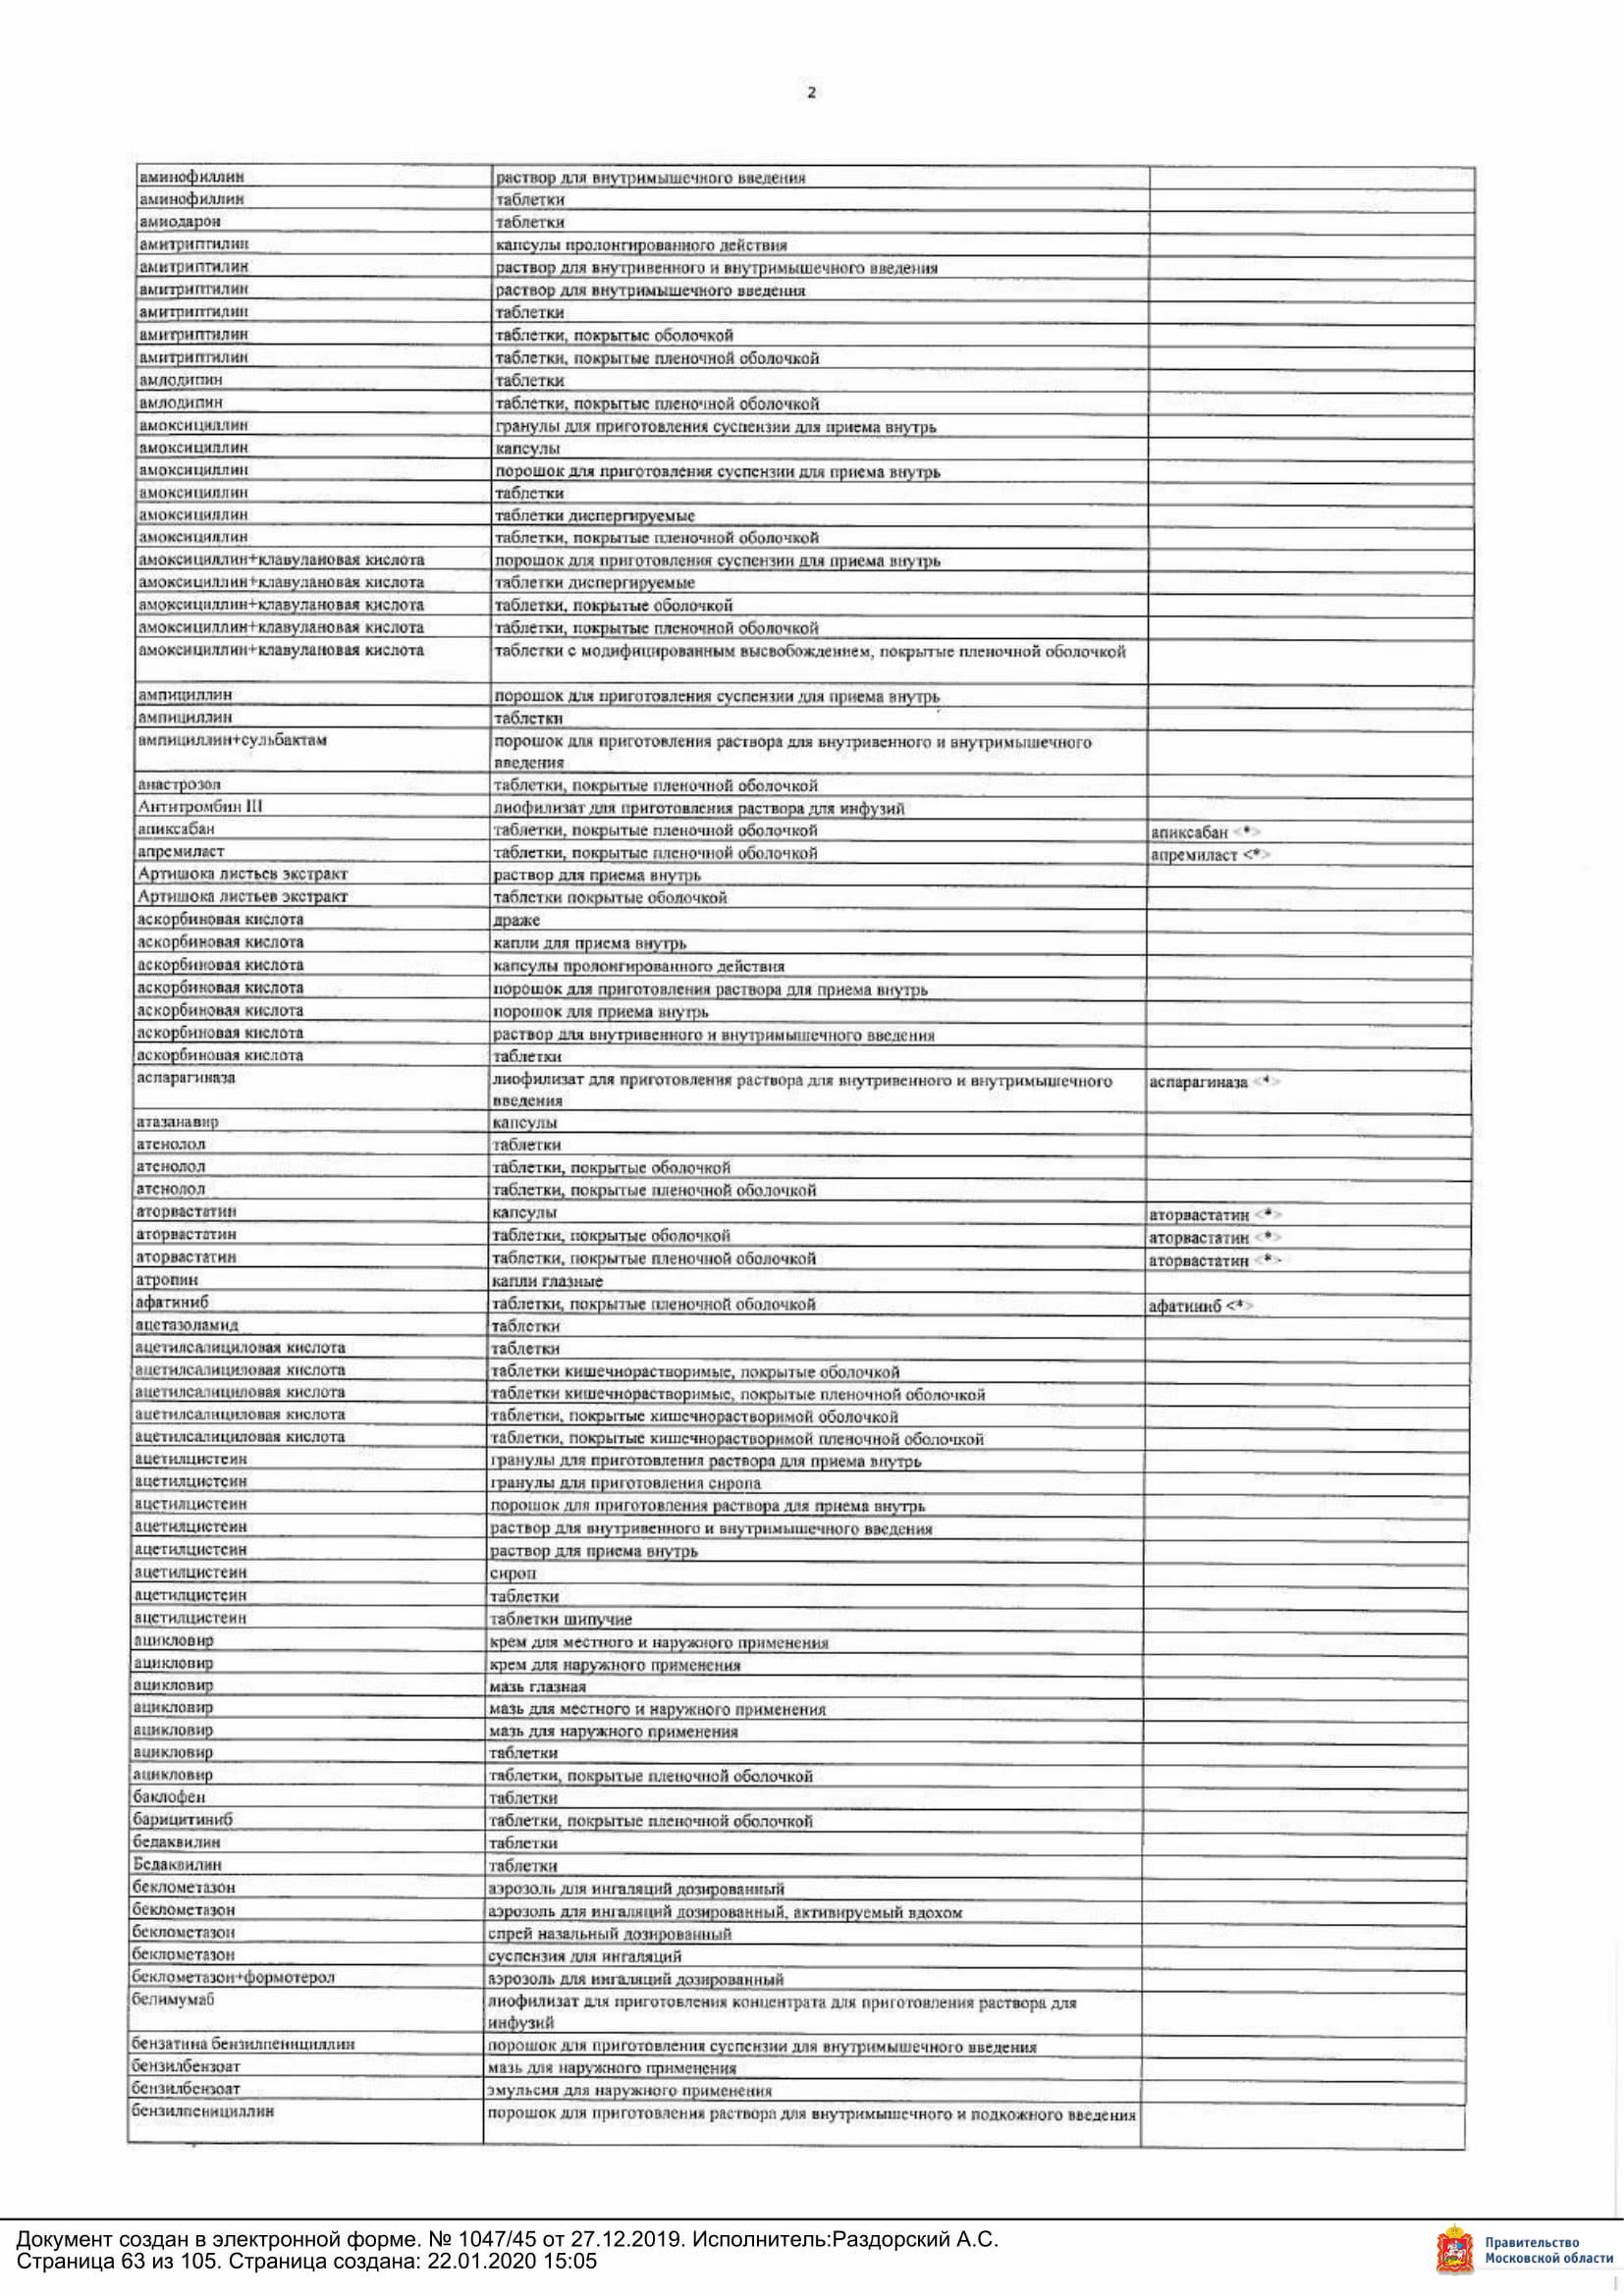 2
аминофиллин раствор для внутримышечного введения
аминофиллин таблетки
амиодарон таблетки
амитриптилин капсулы пролонгированного действия
амитриптилин раствор для внутривенного и внутримышечного введения
амитриптилин раствор для внутримышечного введения
амитриптилин таблетки
амитриптилин таблетки, покрытые оболочкой
амитриптилин таблетки, покрытые пленочной оболочкой
амлодипин таблетки
амлодипин таблетки, покрытые пленочной оболочкой
амоксициллин гранулы для приготовления суспензии для приема внутрь
амоксициллин капсулы
амоксициллин порошок для приготовления суспензии для приема внутрь
амоксициллин таблетки
амоксициллин таблетки диспергируемые
амоксициллин таблетки, покрытые пленочной оболочкой
амоксициллин+клавулановая кислота порошок для приготовления суспензии для приема внутрь
амоксициллин+клавулановая кислота таблетки диспергируемые
амоксициллин+клавулановая кислота таблетки, покрытые оболочкой
амоксициллин+клавулановая кислота таблетки, покрытые пленочной оболочкой
амоксициллин+клавулановая кислота таблетки с модифицированным высвобождением, покрытые пленочной оболочкой
ампициллин порошок для приготовления суспензии для приема внутрь
ампициллин таблетки
ампициллин+сульбактам порошок для приготовления раствора для внутривенного и внутримышечного
введения
анастрозол таблетки, покрытые пленочной оболочкой
Антитромбин III лиофилизат для приготовления раствора для инфузий
апиксабан таблетки, покрытые пленочной оболочкой апиксабан <*>
апремиласт таблетки, покрытые пленочной оболочкой апремиласт <*>
Артишока листьев экстракт раствор для приема внутрь
Артишока листьев экстракт таблетки покрытые оболочкой
аскорбиновая кислота драже
аскорбиновая кислота капли для приема внутрь
аскорбиновая кислота капсулы пролонгированного действия
аскорбиновая кислота порошок для приготовления раствора для приема внутрь
аскорбиновая кислота порошок для приема внутрь
аскорбиновая кислота раствор для внутривенного и внутримышечного введения
аскорбиновая кислота таблетки
аспарагиназа лиофилизат для приготовления раствора для внутривенного и внутримышечного аспарагиназа <*>
введения
атазанавир капсулы
атенолол таблетки
атенолол таблетки, покрытые оболочкой
атенолол таблетки, покрытые пленочной оболочкой
аторвастатин капсулы аторвастатин <*>
аторвастатин таблетки, покрытые оболочкой аторвастатин <*>
аторвастатин таблетки, покрытые пленочной оболочкой аторвастатин <*>
атропин капли глазные
афатиниб таблетки, покрытые пленочной оболочкой афатиниб <*>
ацетазоламид таблетки
ацетилсалициловая кислота таблетки
ацетилсалициловая кислота таблетки кишечнорастворимые, покрытые оболочкой
ацетилсалициловая кислота таблетки кишечнорастворимые, покрытые пленочной оболочкой
ацетилсалициловая кислота таблетки, покрытые кишечнорастворимой оболочкой
ацетилсалициловая кислота таблетки, покрытые кишечнорастворимой пленочной оболочкой
ацетилцистеин гранулы для приготовления раствора для приема внутрь
ацетилцистеин гранулы для приготовления сиропа
ацетилцистеин порошок для приготовления раствора для приема внутрь
ацетилцистеин раствор для внутривенного и внутримышечного введения
ацетилцистеин раствор для приема внутрь
ацетилцистеин сироп
ацетилцистеин таблетки
ацетилцистеин таблетки шипучие
ацикловир крем для местного и наружного применения
ацикловир крем для наружного применения
ацикловир мазь глазная
ацикловир мазь для местного и наружного применения
ацикловир мазь для наружного применения
ацикловир таблетки
ацикловир таблетки, покрытые пленочной оболочкой
баклофен таблетки
барицитиниб таблетки, покрытые пленочной оболочкой
бедаквилин таблетки
Бедаквилин таблетки
беклометазон аэрозоль для ингаляций дозированный
беклометазон аэрозоль для ингаляций дозированный, активируемый вдохом
беклометазон спрей назальный дозированный
беклометазон суспензия для ингаляций
беклометазон+формотерол аэрозоль для ингаляций дозированный
белимумаб лиофилизат для приготовления концентрата для приготовления раствора для
инфузий
бензатина бензилпенициллин порошок для приготовления суспензии для внутримышечного введения
бензилбензоат мазь для наружного применения
бензилбензоат эмульсия для наружного применения
бензилпенициллин порошок для приготовления раствора для внутримышечного и подкожного введения
Документ создан в электронной форме. № 1047/45 от 27.12.2019. Исполнитель:Раздорский А.С.
Страница 63 из 105. Страница создана: 22.01.2020 15:05
Правительство
Московской области